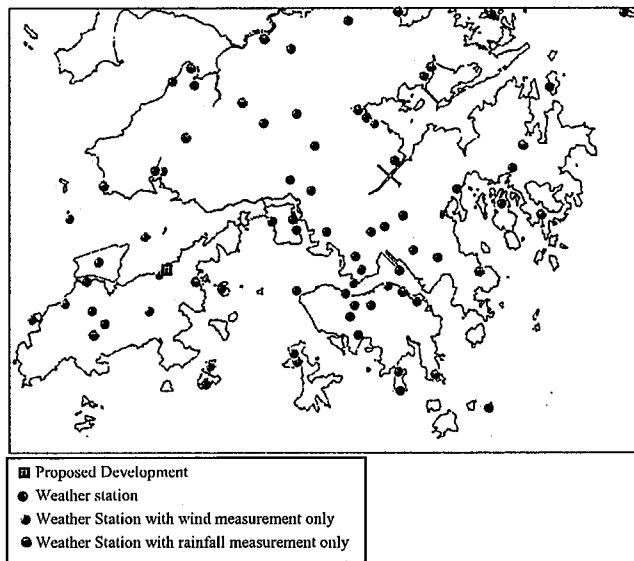 Proposed Development
Weather station
Weather Station with wind measurement only
Weather Station with rainfall measurement only